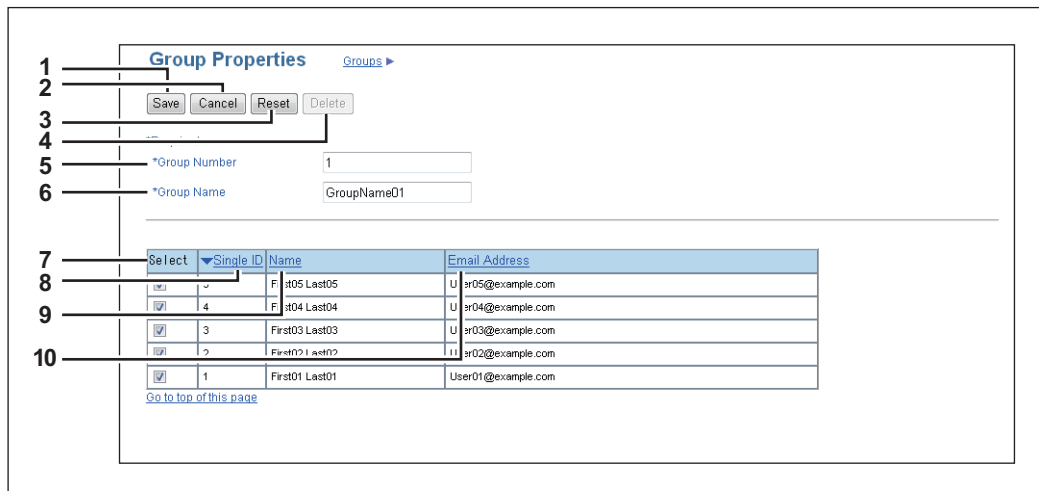 Group Properties Groups ▶
1
2
Save Cancel Reset Delete
3
4
5 *Group Number 1
6 *Group Name GroupName01
7 Select ▼Single ID Name Email Address
8 Last05 User05@example.com
9 4 First04 Last04 User04@example.com
3 First03 Last03 User03@example.com
10 2 First02 Last02 User02@example.com
1 First01 Last01 User01@example.com
Go to top of this page